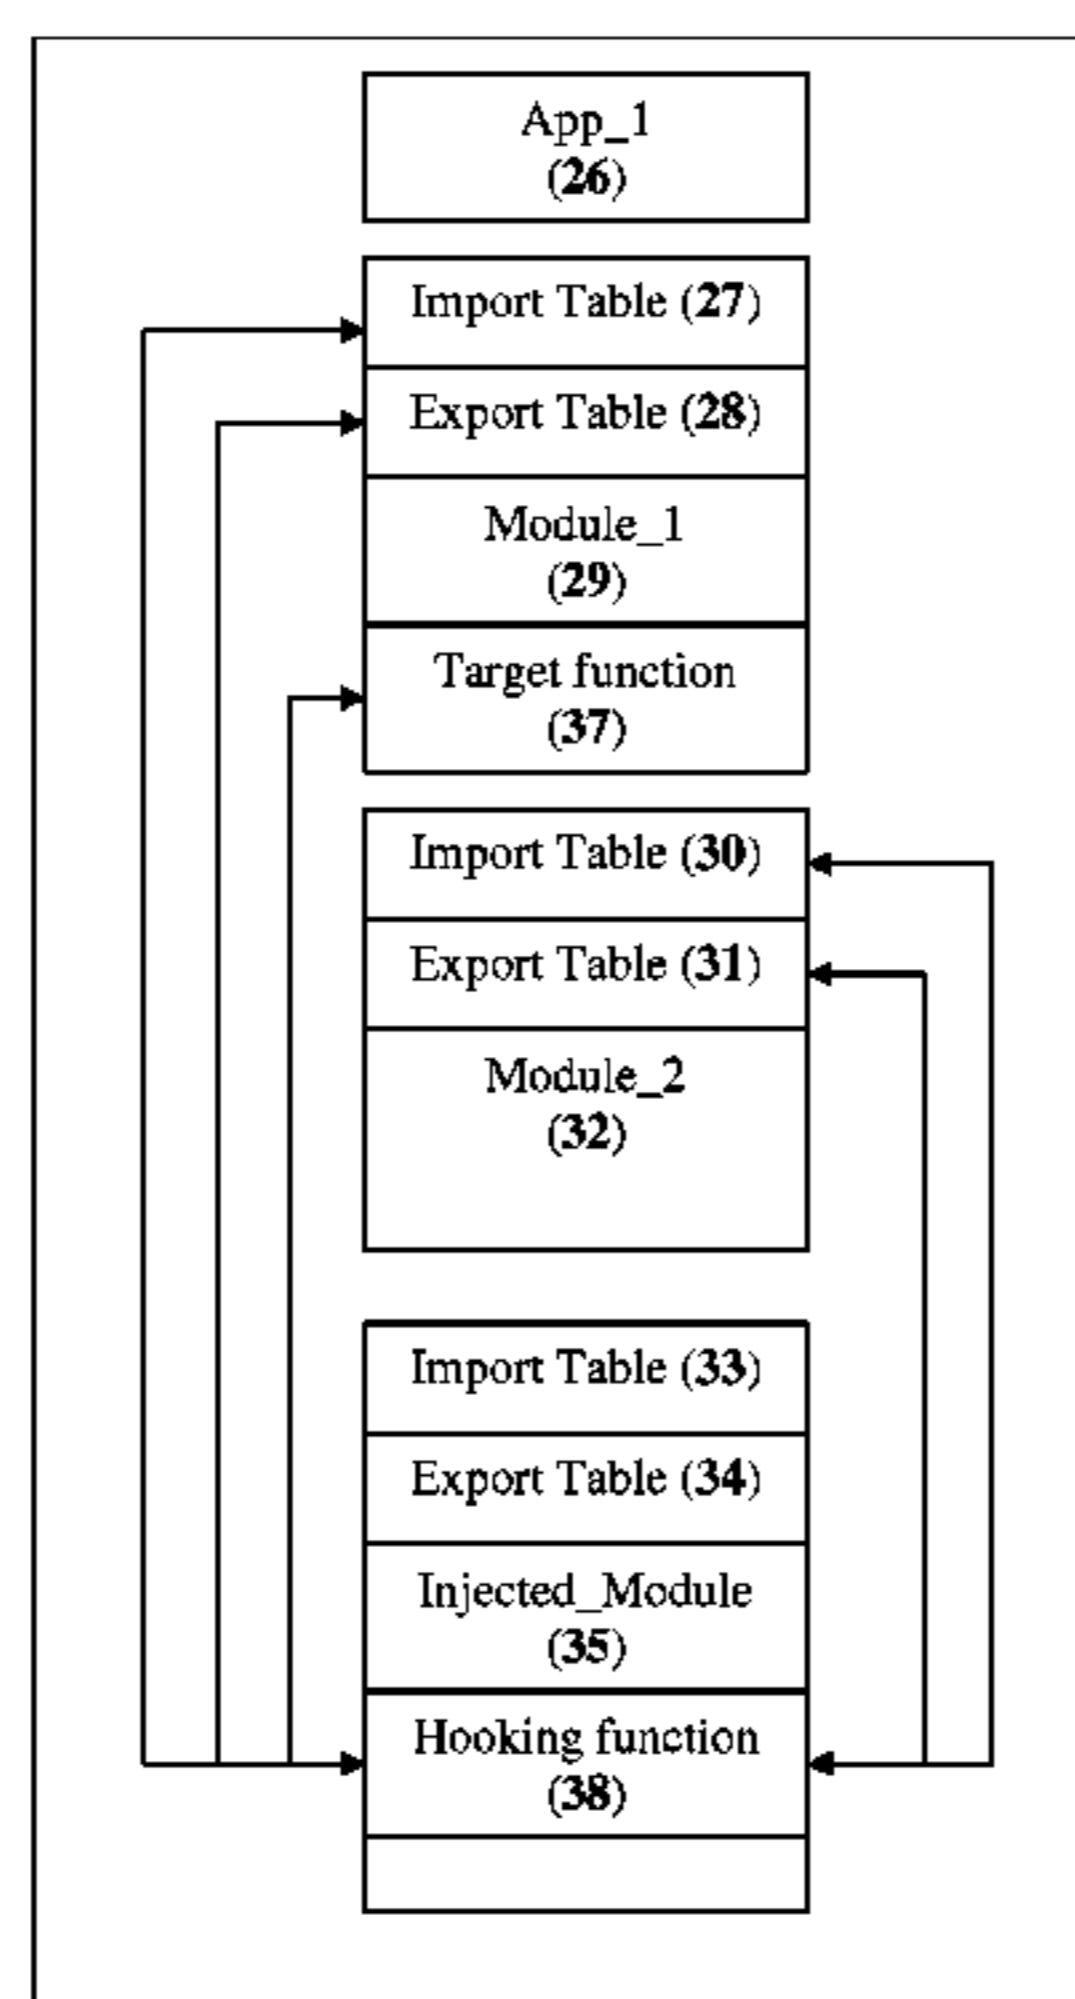 App_1
(26)
Import Table (27)
Export Table (28)
Module_1
(29)
Target function
(37)
Import Table (30)
Export Table (31)
Module_2
(32)
Import Table (33)
Export Table (34)
Injected_Module
(35)
Hooking function
(38)